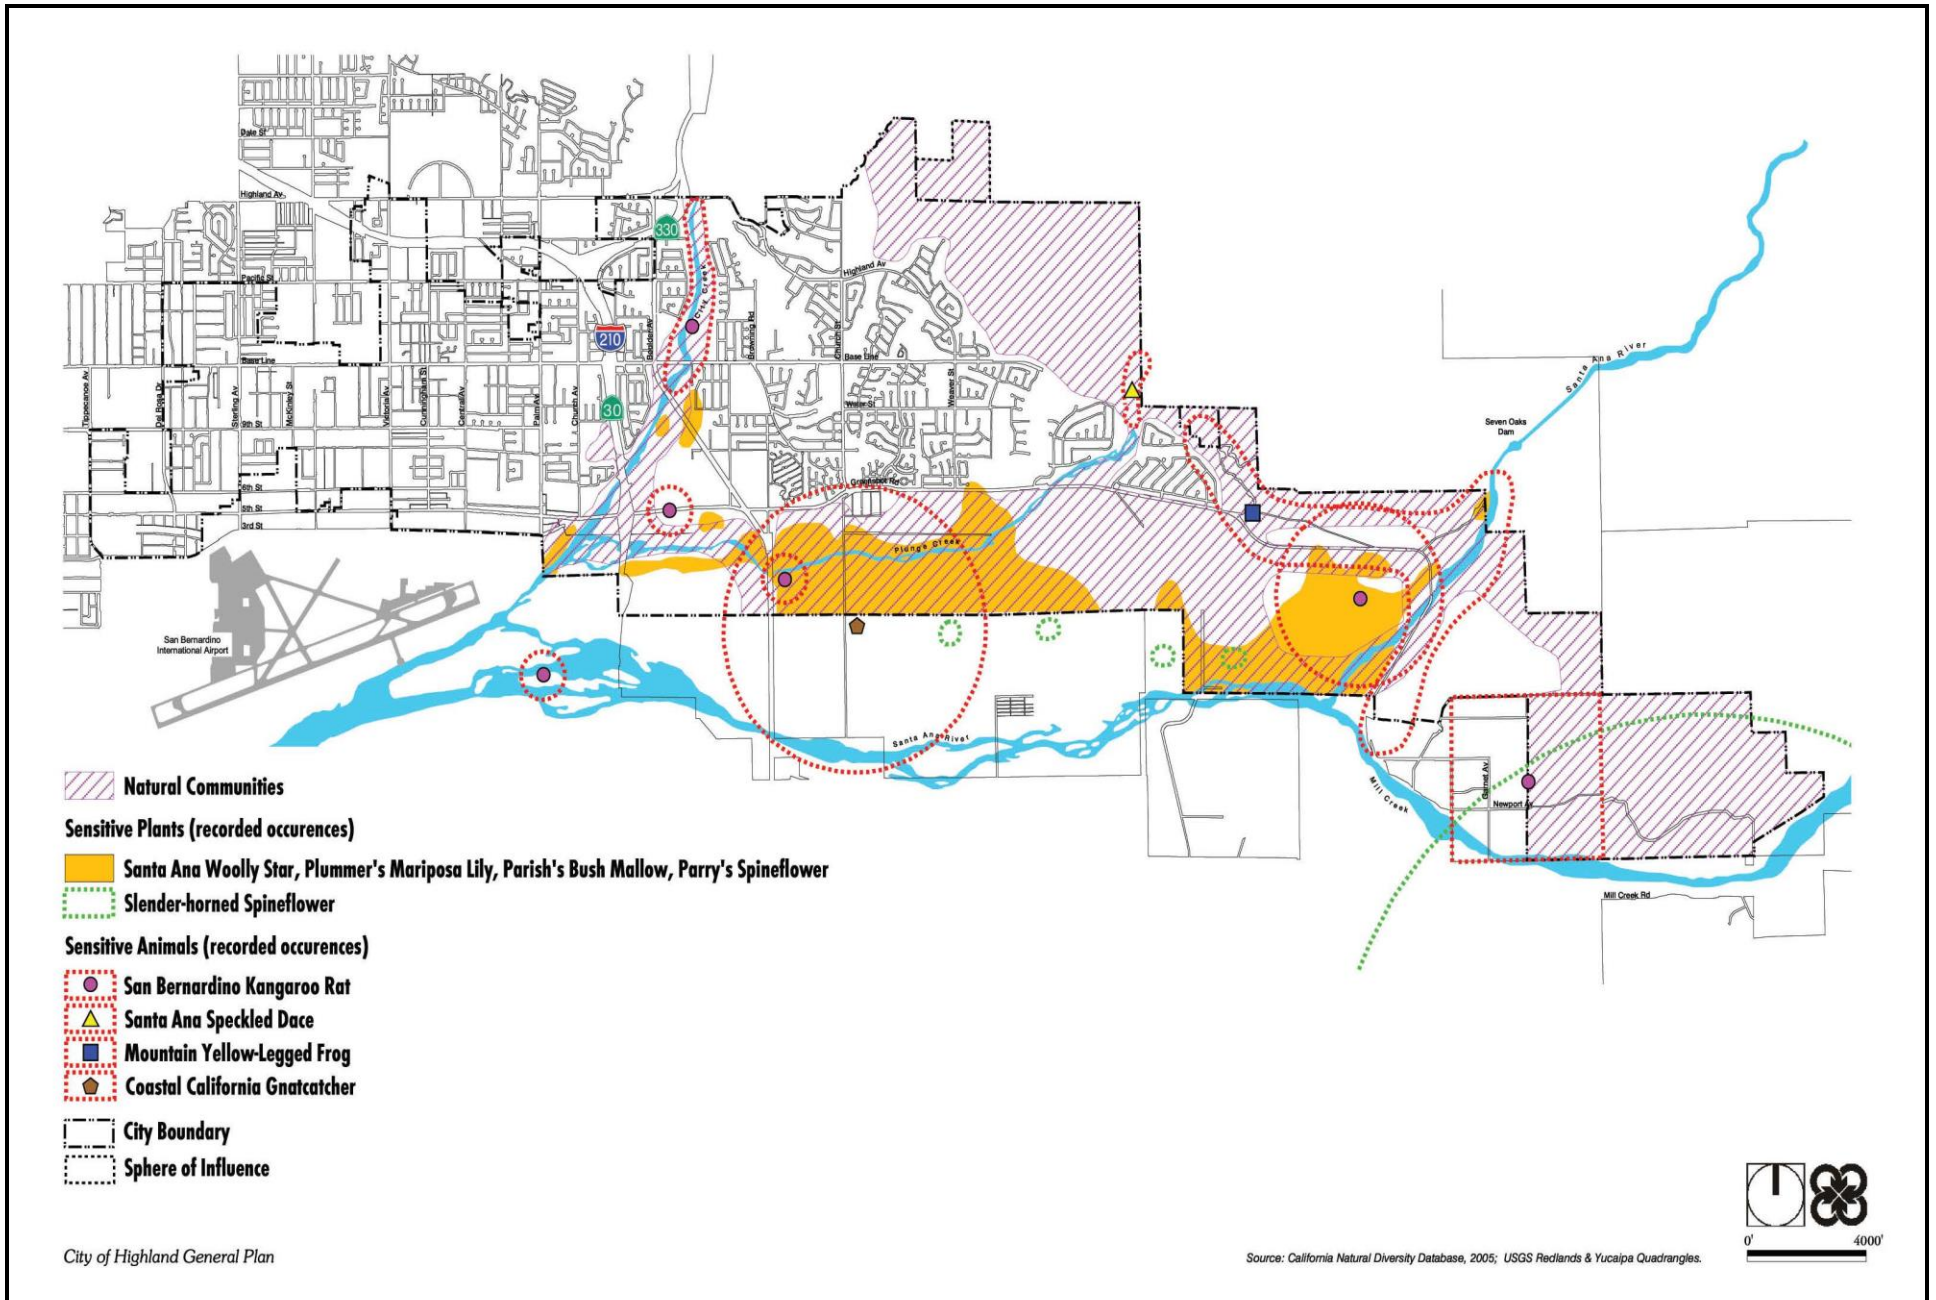 Dale St
Highland Av
330
City Creek
Highland Av
Pacific St
210
Boulder Av
Browning Rd
Church St
Base Line
Base Line
Santa Ana River
Tippecanoe Av
Del Rosa Dr
Sterling Av
McKinley St
Victoria Av
Cunningham St
Central Av
Palm Av
Church Av
30
Water St
Weaver St
9th St
Seven Oaks
Dam
6th St
5th St
3rd St
Greenspot Rd
Plunge Creek
San Bernardino
International Airport
Santa Ana River
Mill Creek
Garnet Av
Newport Av
Mill Creek Rd
Natural Communities
Sensitive Plants (recorded occurences)
Santa Ana Woolly Star, Plummer's Mariposa Lily, Parish's Bush Mallow, Parry's Spineflower
Slender-horned Spineflower
Sensitive Animals (recorded occurences)
San Bernardino Kangaroo Rat
Santa Ana Speckled Dace
Mountain Yellow-Legged Frog
Coastal California Gnatcatcher
City Boundary
Sphere of Influence
0'
4000'
City of Highland General Plan
Source: California Natural Diversity Database, 2005; USGS Redlands & Yucaipa Quadrangles.